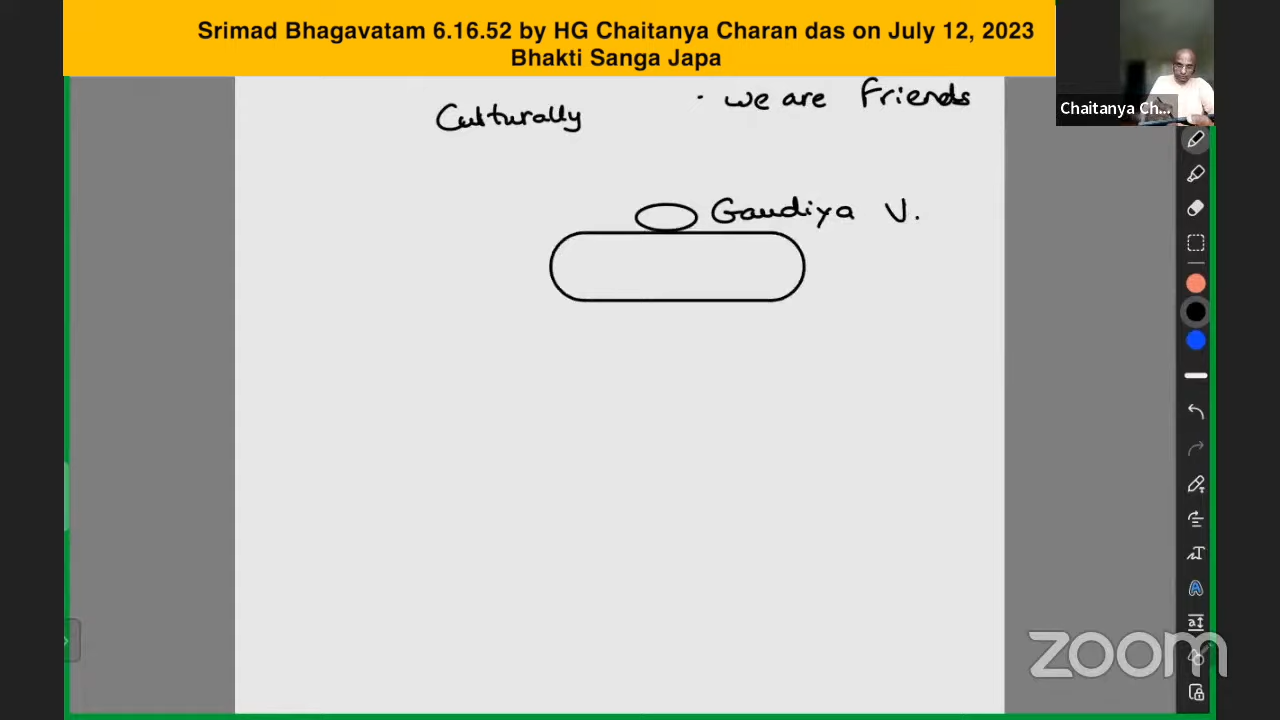 Srimad Bhagavatam 6.16.52 by HG Chaitanya Charan das on July 12, 2023
Bhakti Sanga Japa
Chaitanya Ch...
· we are Friends
Culturally
Gaudiya V.
zoom